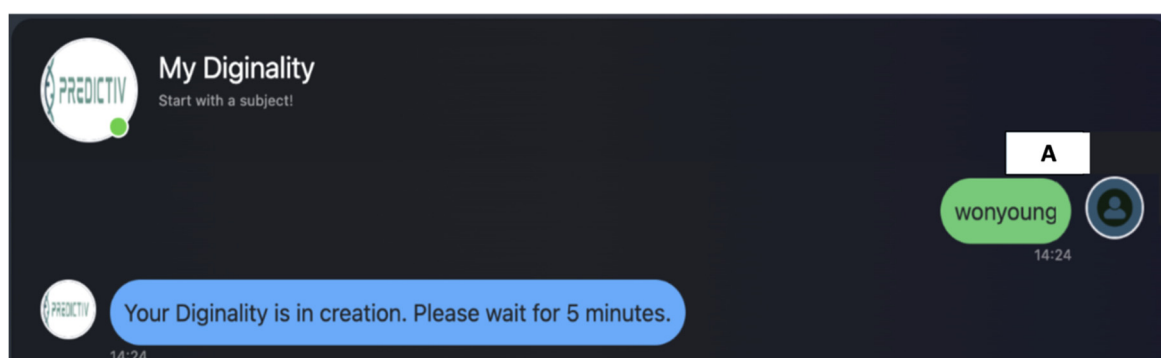 PREDICTIV
My Diginality
Start with a subject!
A
wonyoung
14:24
PREDICTIV
Your Diginality is in creation. Please wait for 5 minutes.
14:24